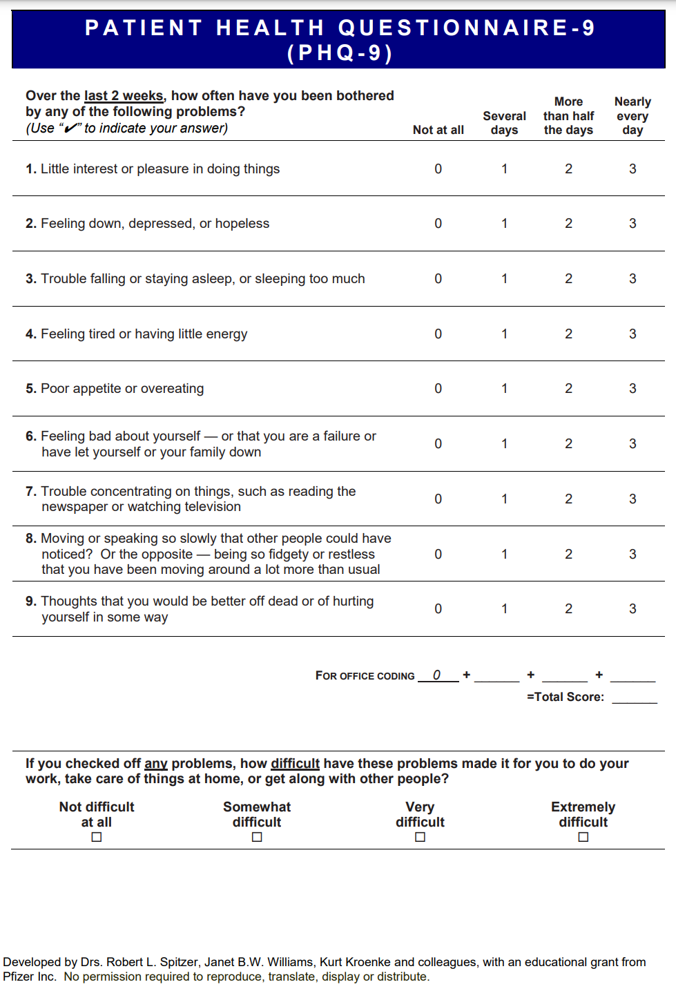 PATIENT HEALTH QUESTIONNAIRE-9
(PHQ-9)
Over the last 2 weeks, how often have you been bothered
by any of the following problems?
(Use “✔” to indicate your answer)
Not at all
Several
days
More
than half
the days
Nearly
every
day
1. Little interest or pleasure in doing things 0 1 2 3
2. Feeling down, depressed, or hopeless 0 1 2 3
3. Trouble falling or staying asleep, or sleeping too much 0 1 2 3
4. Feeling tired or having little energy 0 1 2 3
5. Poor appetite or overeating 0 1 2 3
6. Feeling bad about yourself — or that you are a failure or
have let yourself or your family down 0 1 2 3
7. Trouble concentrating on things, such as reading the
newspaper or watching television 0 1 2 3
8. Moving or speaking so slowly that other people could have
noticed? Or the opposite — being so fidgety or restless 0 1 2 3
that you have been moving around a lot more than usual
9. Thoughts that you would be better off dead or of hurting
yourself in some way 0 1 2 3
FOR OFFICE CODING 0 + ______ + ______ + ______
=Total Score: ______
If you checked off any problems, how difficult have these problems made it for you to do your
work, take care of things at home, or get along with other people?
Not difficult
at all
☐
Somewhat
difficult
☐
Very
difficult
☐
Extremely
difficult
☐
Developed by Drs. Robert L. Spitzer, Janet B.W. Williams, Kurt Kroenke and colleagues, with an educational grant from
Pfizer Inc. No permission required to reproduce, translate, display or distribute.